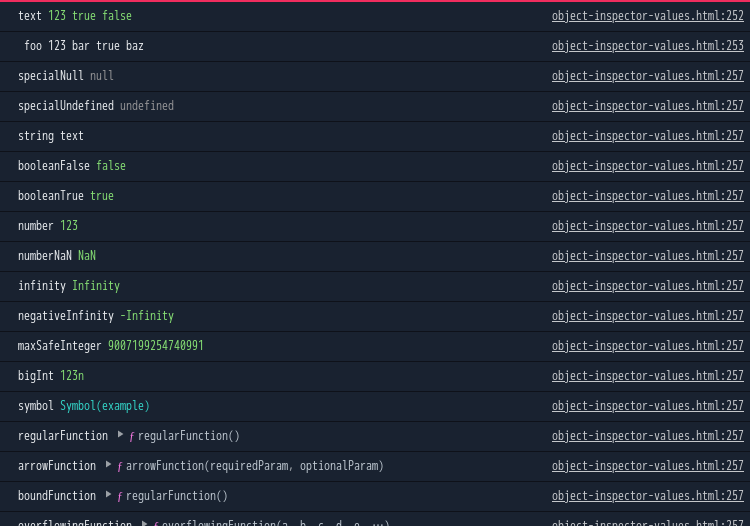 text 123 true false object-inspector-values.html:252
foo 123 bar true baz object-inspector-values.html:253
specialNull null object-inspector-values.html:257
specialUndefined undefined object-inspector-values.html:257
string text object-inspector-values.html:257
booleanFalse false object-inspector-values.html:257
booleanTrue true object-inspector-values.html:257
number 123 object-inspector-values.html:257
numberNaN NaN object-inspector-values.html:257
infinity Infinity object-inspector-values.html:257
negativeInfinity -Infinity object-inspector-values.html:257
maxSafeInteger 9007199254740991 object-inspector-values.html:257
bigInt 123n object-inspector-values.html:257
symbol Symbol(example) object-inspector-values.html:257
regularFunction ▶ ƒ regularFunction() object-inspector-values.html:257
arrowFunction ▶ ƒ arrowFunction(requiredParam, optionalParam) object-inspector-values.html:257
boundFunction ▶ ƒ regularFunction() object-inspector-values.html:257
overflowingFunction ▶ ƒ overflowingFunction(a, b, c, d, e, …) object-inspector-values.html:257